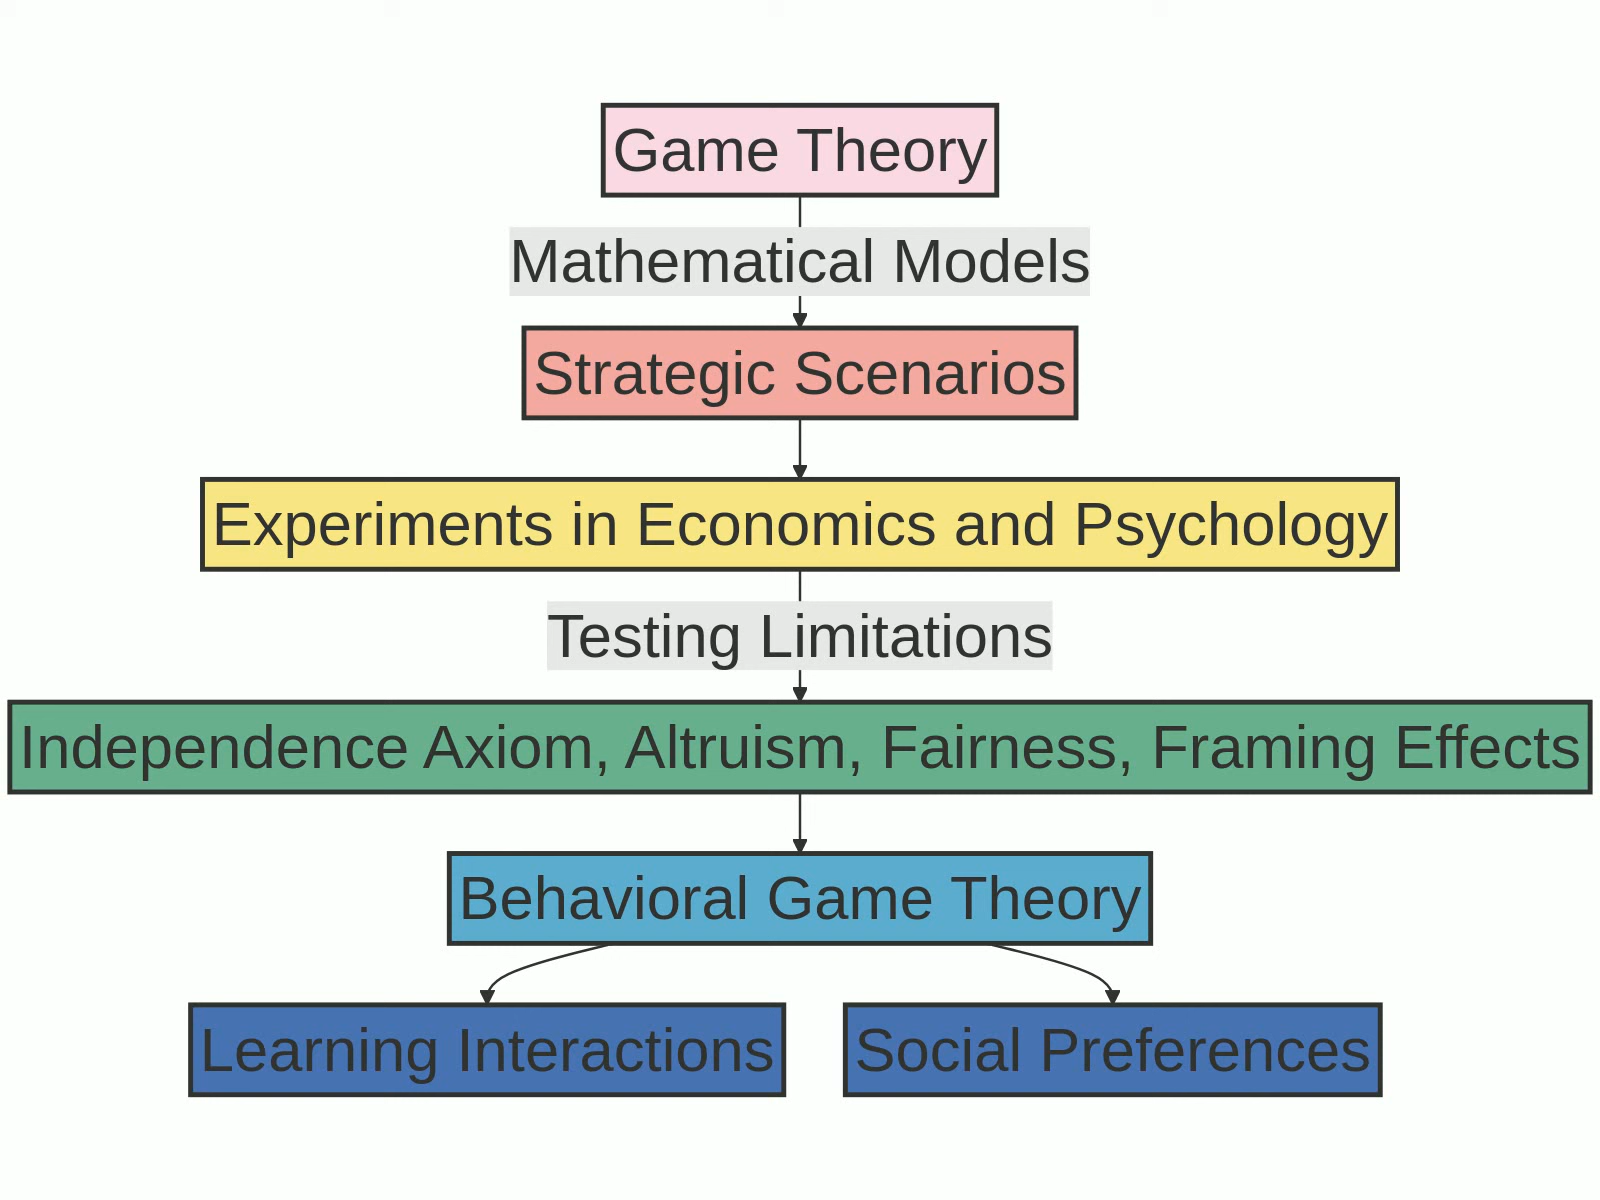 Game Theory
Mathematical Models
Strategic Scenarios
Experiments in Economics and Psychology
Testing Limitations
Independence Axiom, Altruism, Fairness, Framing Effects
Behavioral Game Theory
Learning Interactions
Social Preferences